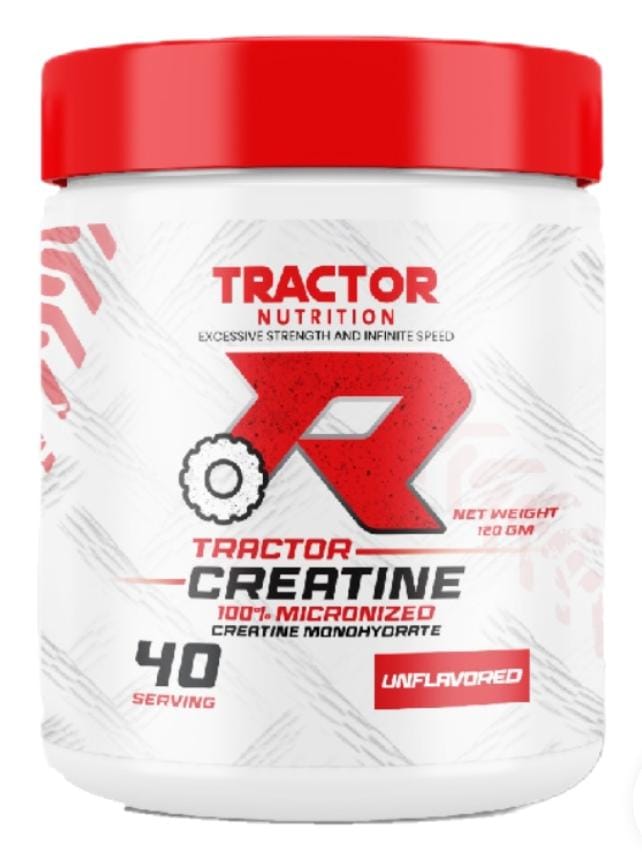 TRACTOR
NUTRITION
EXCESSIVE STRENGTH AND INFINITE SPEED
R
NET WEIGHT
120 GM
TRACTOR
CREATINE
100% MICRONIZED
CREATINE MONOHYDRATE
40
SERVING
UNFLAVORED